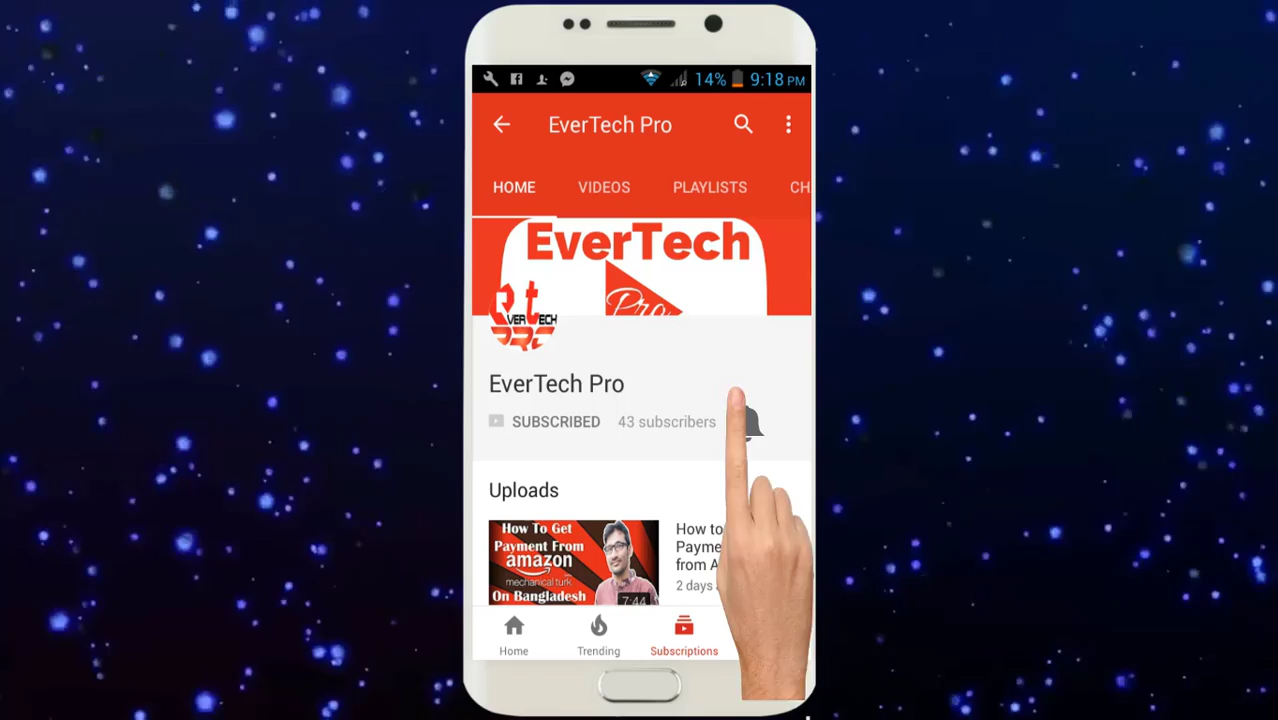 14% 9:18 PM
EverTech Pro
HOME VIDEOS PLAYLISTS CH
EverTech
Pro
EverTech Pro
SUBSCRIBED 43 subscribers
Uploads
How To Get
Payment From
amazon
mechanical turk
On Bangladesh
7:44
How to
Payme
from A
2 days
Home Trending Subscriptions